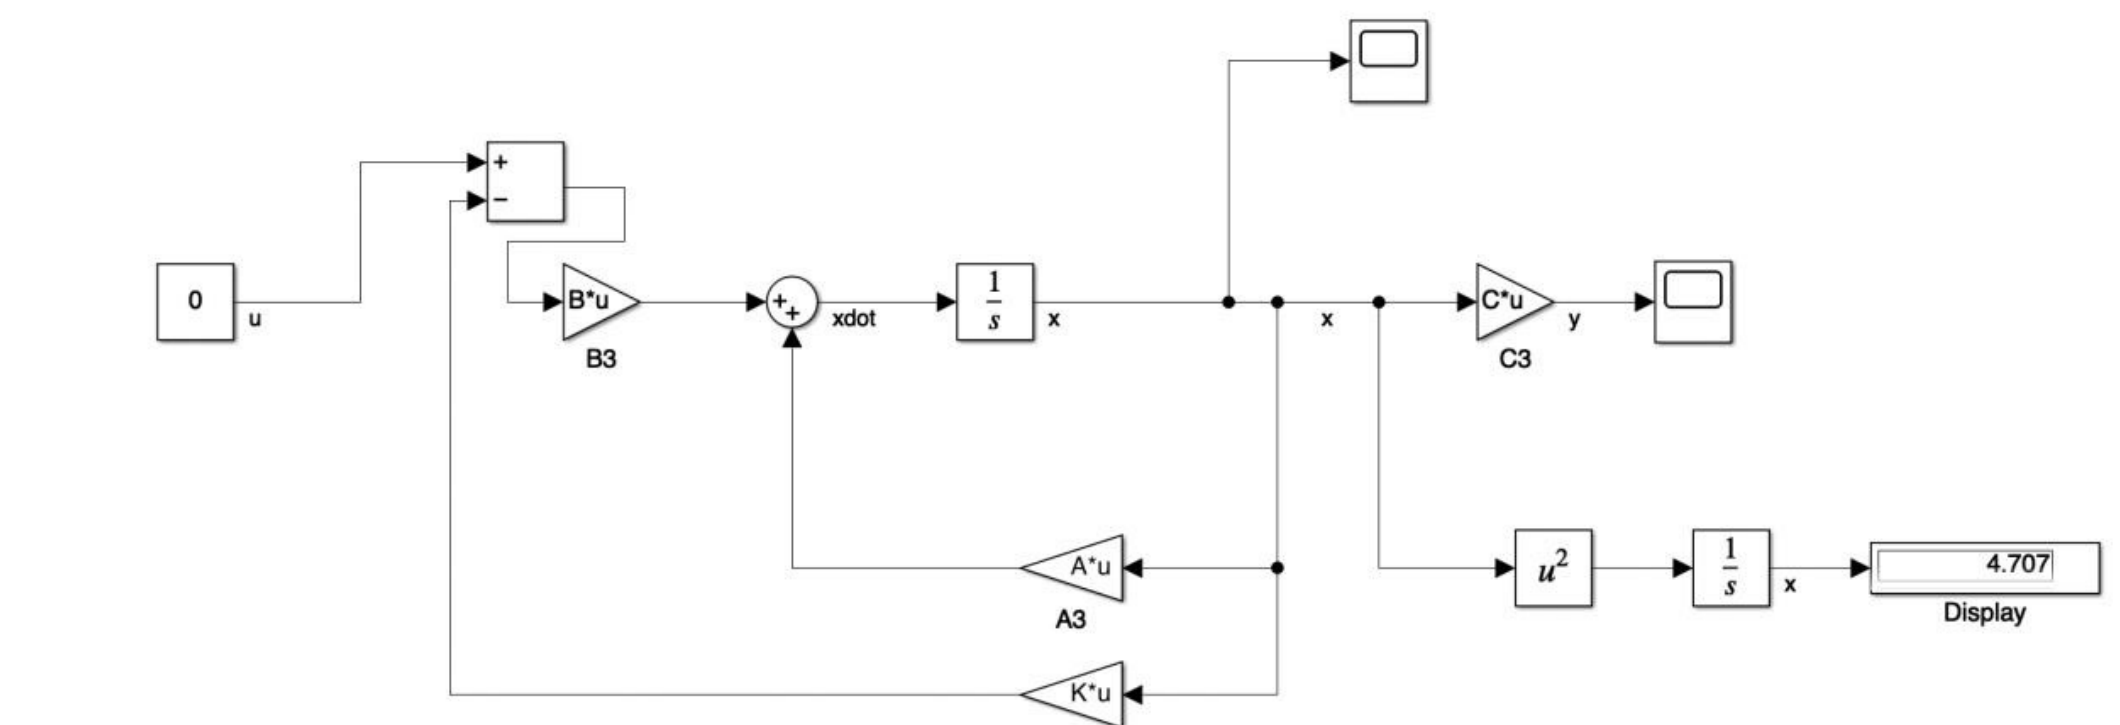 +
−
0
u
B*u
B3
+
+
xdot
1
s
x
x
C*u
C3
y
A*u
A3
u²
1
s
x
4.707
Display
K*u